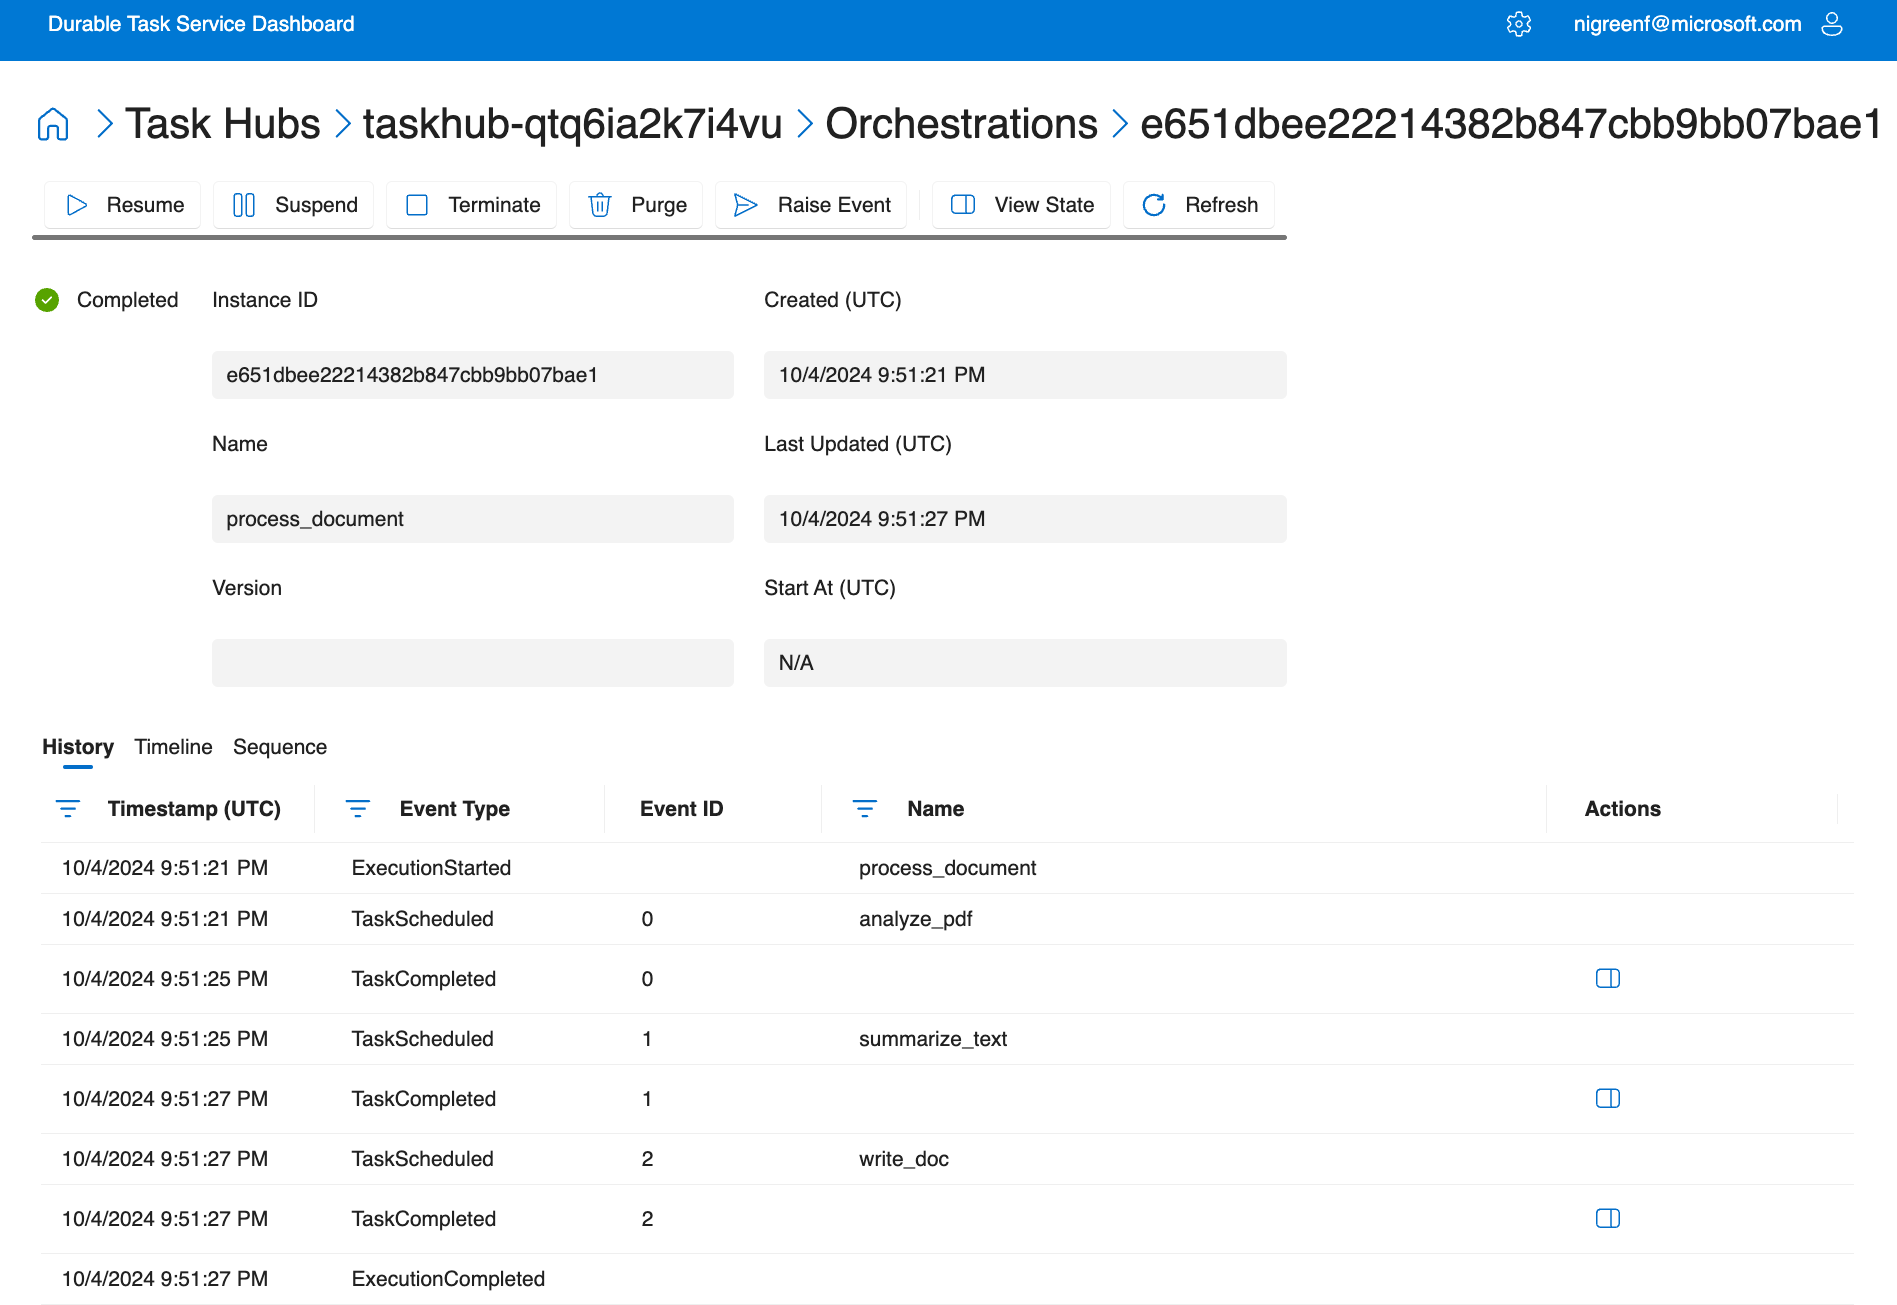 Durable Task Service Dashboard nigreenf@microsoft.com
Task Hubs taskhub-qtq6ia2k7i4vu Orchestrations e651dbee22214382b847cbb9bb07bae1
Resume Suspend Terminate Purge Raise Event View State Refresh
Completed Instance ID Created (UTC)
e651dbee22214382b847cbb9bb07bae1 10/4/2024 9:51:21 PM
Name Last Updated (UTC)
process_document 10/4/2024 9:51:27 PM
Version Start At (UTC)
N/A
History Timeline Sequence
Timestamp (UTC) Event Type Event ID Name Actions
10/4/2024 9:51:21 PM ExecutionStarted process_document
10/4/2024 9:51:21 PM TaskScheduled 0 analyze_pdf
10/4/2024 9:51:25 PM TaskCompleted 0
10/4/2024 9:51:25 PM TaskScheduled 1 summarize_text
10/4/2024 9:51:27 PM TaskCompleted 1
10/4/2024 9:51:27 PM TaskScheduled 2 write_doc
10/4/2024 9:51:27 PM TaskCompleted 2
10/4/2024 9:51:27 PM ExecutionCompleted